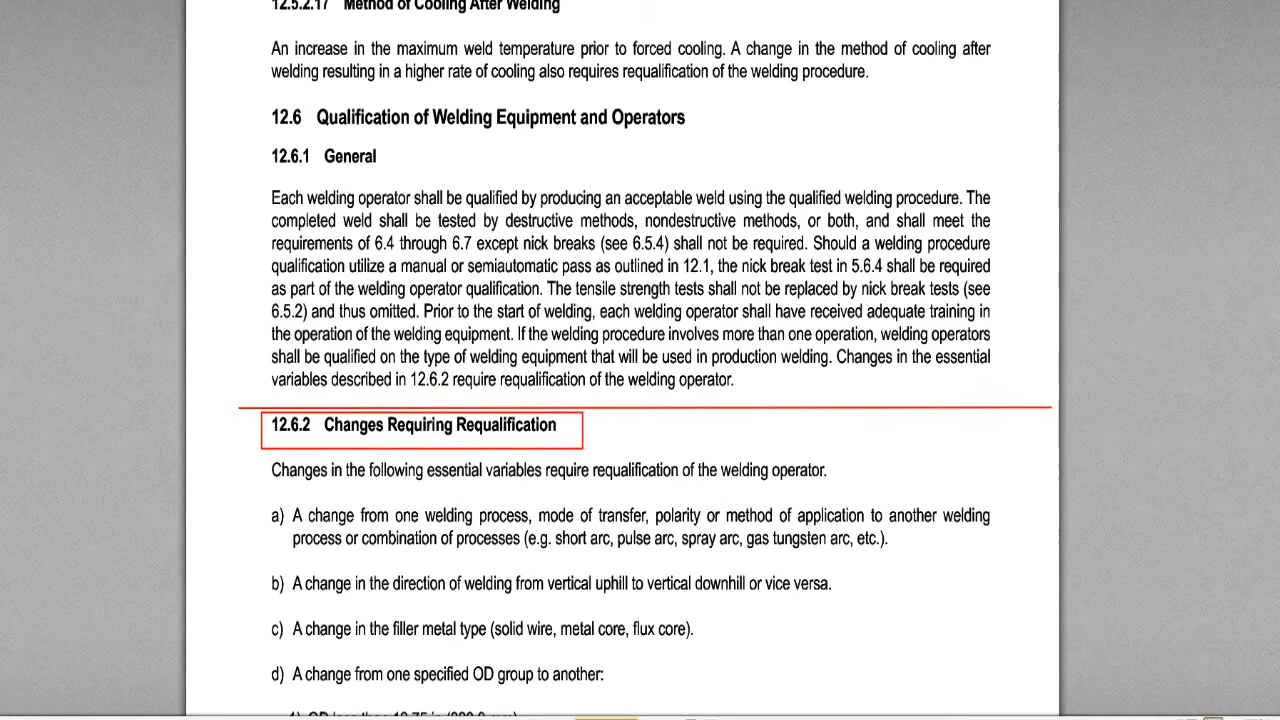 12.5.2.17 Method of Cooling After Welding
An increase in the maximum weld temperature prior to forced cooling. A change in the method of cooling after
welding resulting in a higher rate of cooling also requires requalification of the welding procedure.
12.6 Qualification of Welding Equipment and Operators
12.6.1 General
Each welding operator shall be qualified by producing an acceptable weld using the qualified welding procedure. The
completed weld shall be tested by destructive methods, nondestructive methods, or both, and shall meet the
requirements of 6.4 through 6.7 except nick breaks (see 6.5.4) shall not be required. Should a welding procedure
qualification utilize a manual or semiautomatic pass as outlined in 12.1, the nick break test in 5.6.4 shall be required
as part of the welding operator qualification. The tensile strength tests shall not be replaced by nick break tests (see
6.5.2) and thus omitted. Prior to the start of welding, each welding operator shall have received adequate training in
the operation of the welding equipment. If the welding procedure involves more than one operation, welding operators
shall be qualified on the type of welding equipment that will be used in production welding. Changes in the essential
variables described in 12.6.2 require requalification of the welding operator.
12.6.2 Changes Requiring Requalification
Changes in the following essential variables require requalification of the welding operator.
a) A change from one welding process, mode of transfer, polarity or method of application to another welding
process or combination of processes (e.g. short arc, pulse arc, spray arc, gas tungsten arc, etc.).
b) A change in the direction of welding from vertical uphill to vertical downhill or vice versa.
c) A change in the filler metal type (solid wire, metal core, flux core).
d) A change from one specified OD group to another:
1) OD less than 12.75 in